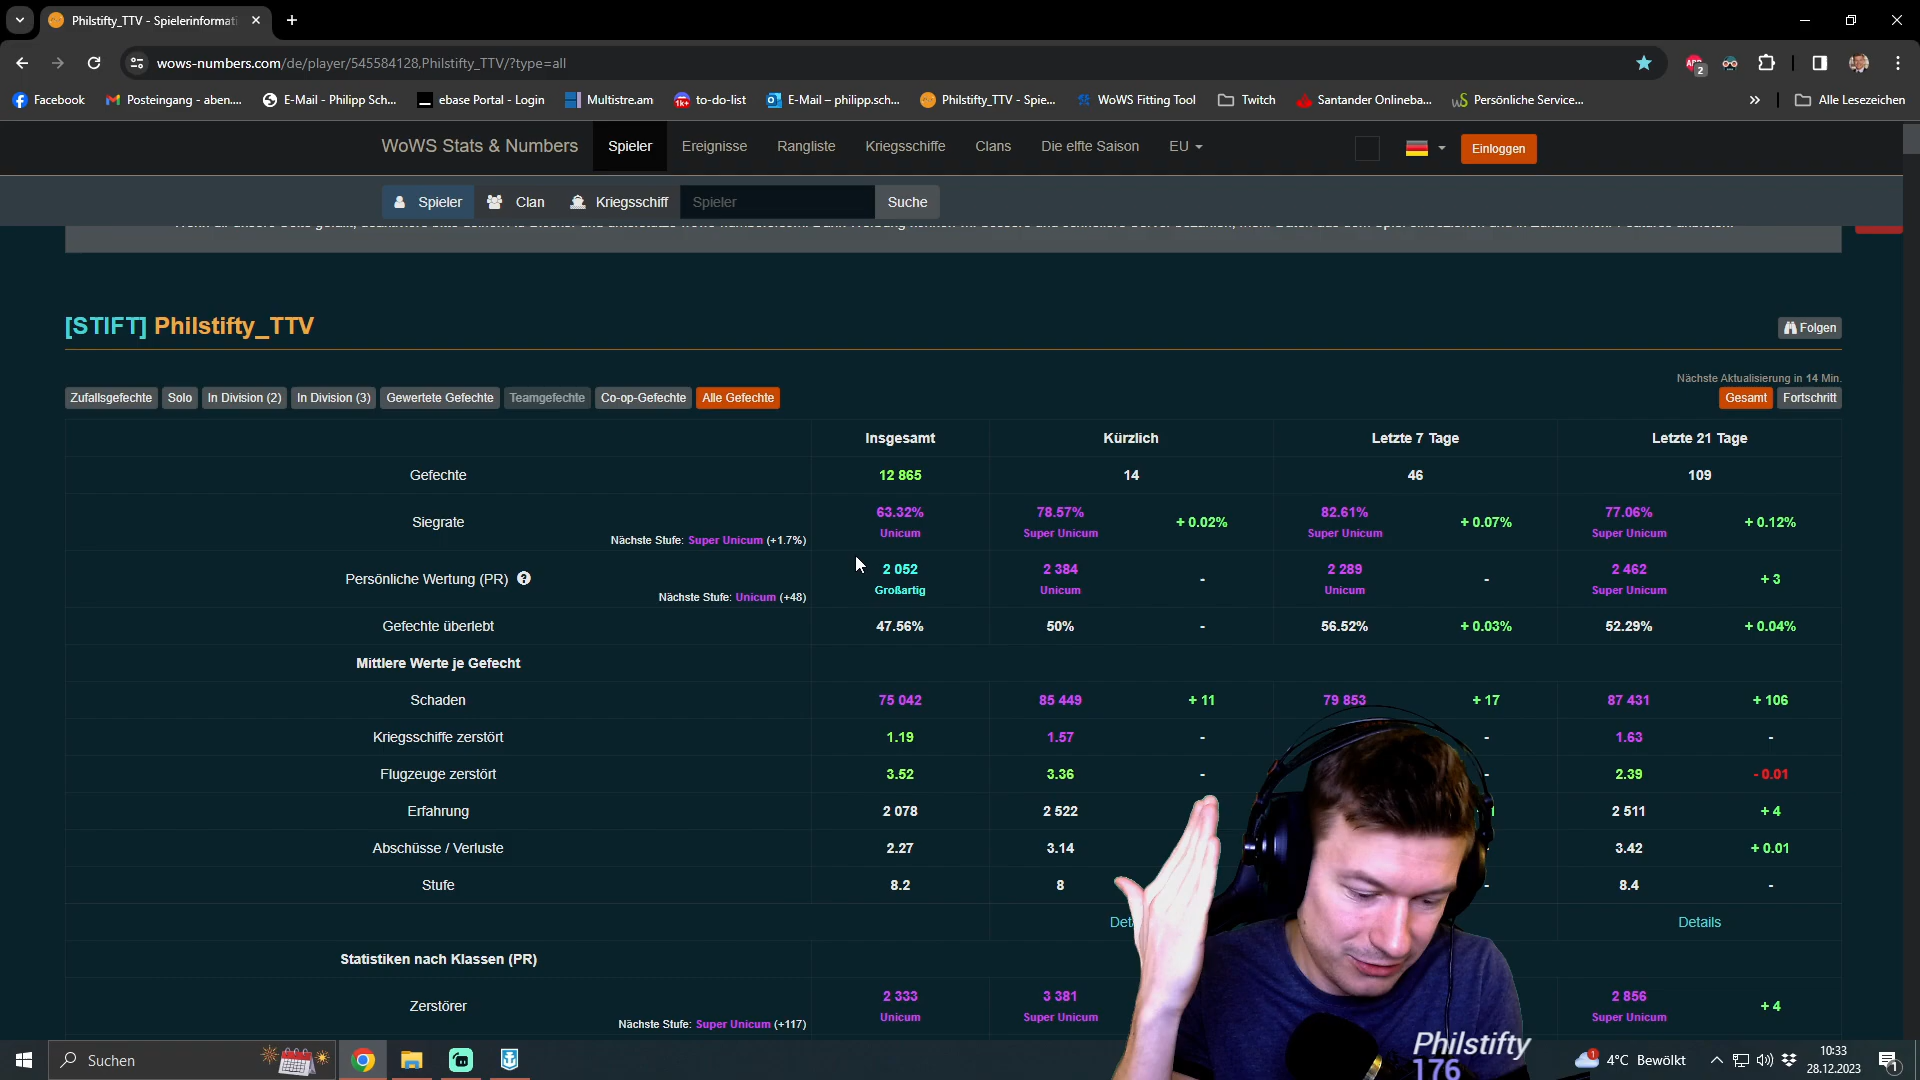 Philstifty_TTV - Spielerinformati
wows-numbers.com/de/player/545584128,Philstifty_TTV/?type=all
ABP 2
Facebook Posteingang - aben.... E-Mail - Philipp Sch... ebase Portal - Login Multistre.am to-do-list E-Mail – philipp.sch... Philstifty_TTV - Spie... WoWS Fitting Tool Twitch Santander Onlineba... Persönliche Service... » Alle Lesezeichen
WoWS Stats & Numbers Spieler Ereignisse Rangliste Kriegsschiffe Clans Die elfte Saison EU Einloggen
Spieler Clan Kriegsschiff Spieler Suche
[STIFT] Philstifty_TTV
Folgen
Nächste Aktualisierung in 14 Min.
Zufallsgefechte Solo In Division (2) In Division (3) Gewertete Gefechte Teamgefechte Co-op-Gefechte Alle Gefechte Gesamt Fortschritt
Insgesamt Kürzlich Letzte 7 Tage Letzte 21 Tage
Gefechte 12 865 14 46 109
Siegrate 63.32% 78.57% + 0.02% 82.61% + 0.07% 77.06% + 0.12%
Nächste Stufe: Super Unicum (+1.7%) Unicum Super Unicum Super Unicum Super Unicum
Persönliche Wertung (PR) 2 052 2 384 - 2 289 - 2 462 + 3
Nächste Stufe: Unicum (+48) Großartig Unicum Unicum Super Unicum
Gefechte überlebt 47.56% 50% - 56.52% + 0.03% 52.29% + 0.04%
Mittlere Werte je Gefecht
Schaden 75 042 85 449 + 11 79 853 + 17 87 431 + 106
Kriegsschiffe zerstört 1.19 1.57 - - 1.63 -
Flugzeuge zerstört 3.52 3.36 - - 2.39 - 0.01
Erfahrung 2 078 2 522 2 511 + 4
Abschüsse / Verluste 2.27 3.14 3.42 + 0.01
Stufe 8.2 8 - 8.4 -
Details
Statistiken nach Klassen (PR)
Zerstörer 2 333 3 381 2 856 + 4
Nächste Stufe: Super Unicum (+117) Unicum Super Unicum Super Unicum
Philstifty
176
Suchen 1 4°C Bewölkt 10:33
28.12.2023 1